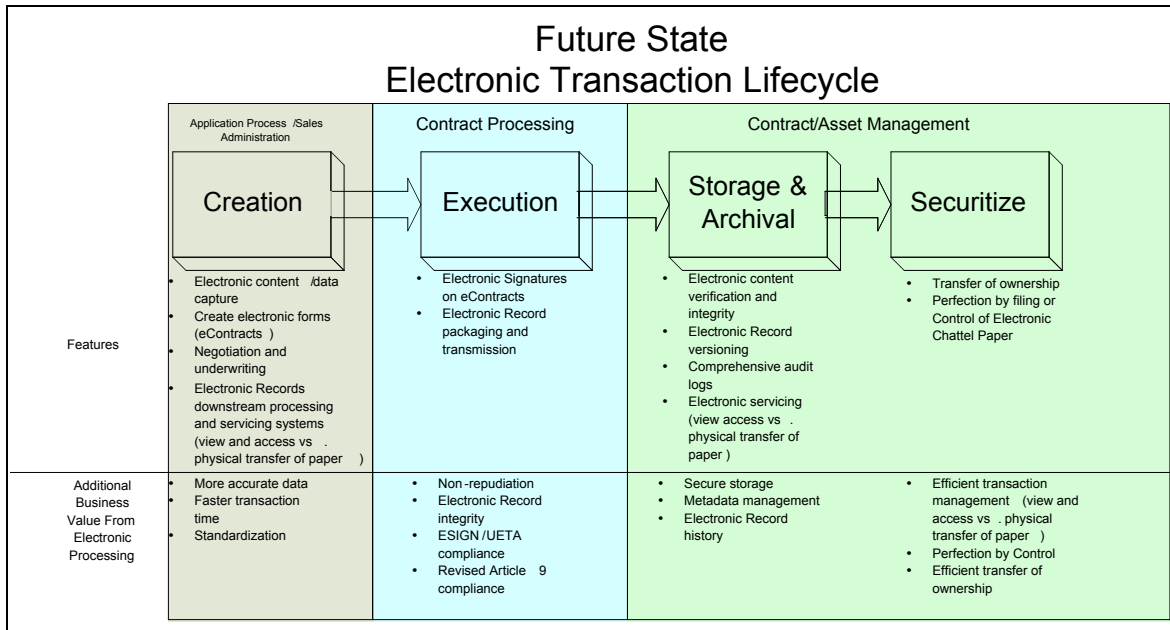 Future State
Electronic Transaction Lifecycle
Application Process /Sales
Administration
Contract Processing
Contract/Asset Management
Creation
Execution
Storage &
Archival
Securitize
Features
• Electronic content /data
capture
• Create electronic forms
(eContracts )
• Negotiation and
underwriting
• Electronic Records
downstream processing
and servicing systems
(view and access vs .
physical transfer of paper )
• Electronic Signatures
on eContracts
• Electronic Record
packaging and
transmission
• Electronic content
verification and
integrity
• Electronic Record
versioning
• Comprehensive audit
logs
• Electronic servicing
(view access vs .
physical transfer of
paper )
• Transfer of ownership
• Perfection by filing or
Control of Electronic
Chattel Paper
Additional
Business
Value From
Electronic
Processing
• More accurate data
• Faster transaction
time
• Standardization
• Non-repudiation
• Electronic Record
integrity
• ESIGN /UETA
compliance
• Revised Article 9
compliance
• Secure storage
• Metadata management
• Electronic Record
history
• Efficient transaction
management (view and
access vs . physical
transfer of paper )
• Perfection by Control
• Efficient transfer of
ownership